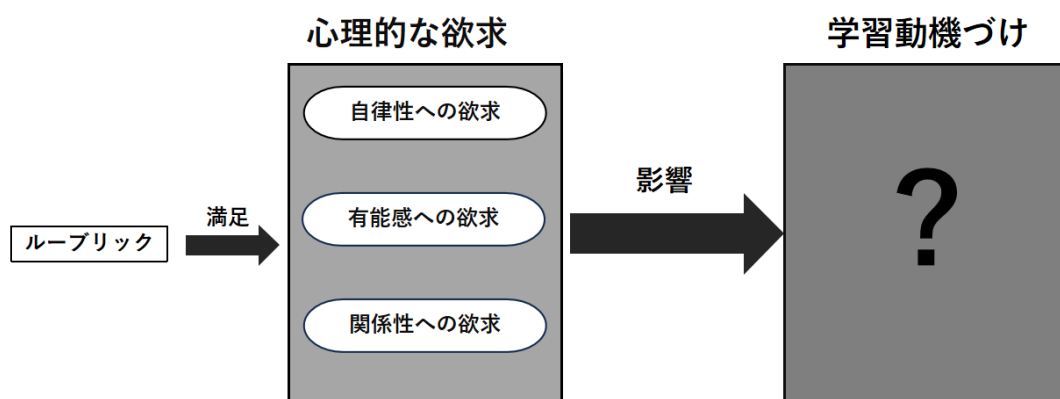 心理的な欲求
学習動機づけ
自律性への欲求
影響
満足
有能感への欲求
ルーブリック
関係性への欲求
?